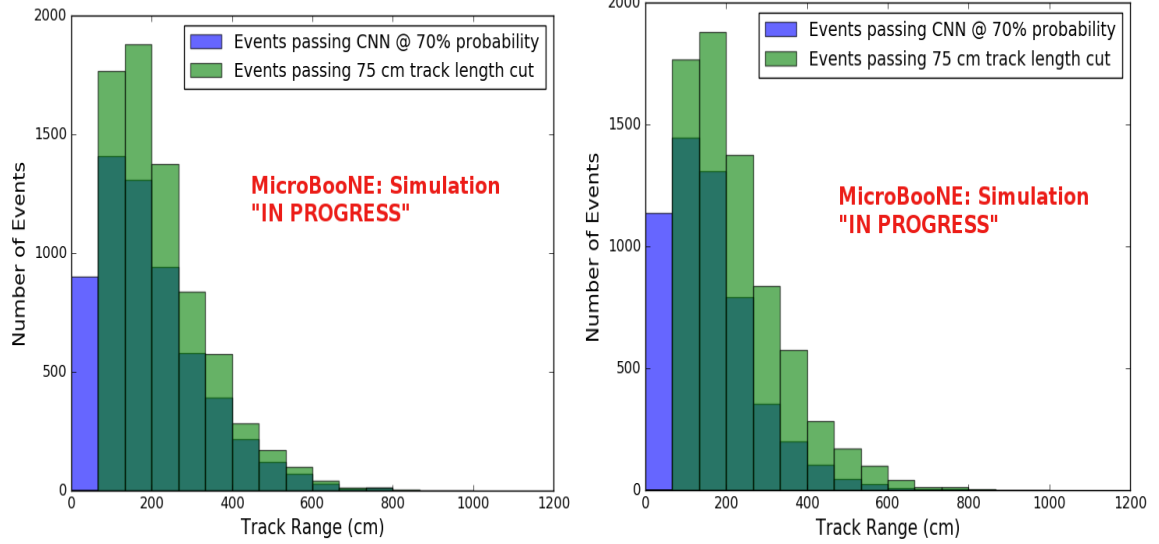 2000
1500
1000
500
0
0
200
400
600
800
1000
1200
Number of Events
Track Range (cm)
Events passing CNN @ 70% probability
Events passing 75 cm track length cut
MicroBooNE: Simulation
"IN PROGRESS"
2000
1500
1000
500
0
0
200
400
600
800
1000
1200
Number of Events
Track Range (cm)
Events passing CNN @ 70% probability
Events passing 75 cm track length cut
MicroBooNE: Simulation
"IN PROGRESS"